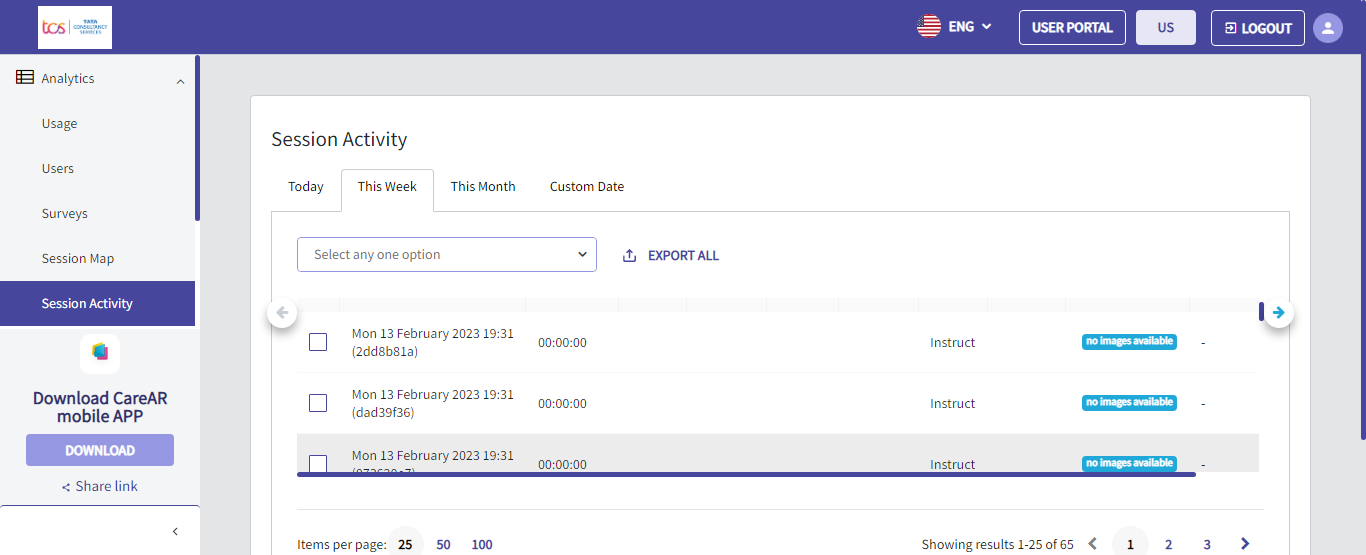 tcs TATA
CONSULTANCY
SERVICES
ENG USER PORTAL US LOGOUT
Analytics
Usage
Users
Surveys
Session Map
Session Activity
Download CareAR
mobile APP
DOWNLOAD
Share link
Session Activity
Today This Week This Month Custom Date
Select any one option EXPORT ALL
Mon 13 February 2023 19:31
(2dd8b81a) 00:00:00 Instruct no images available -
Mon 13 February 2023 19:31
(dad39f36) 00:00:00 Instruct no images available -
Mon 13 February 2023 19:31
00:00:00 Instruct no images available -
Items per page: 25 50 100 Showing results 1-25 of 65 1 2 3